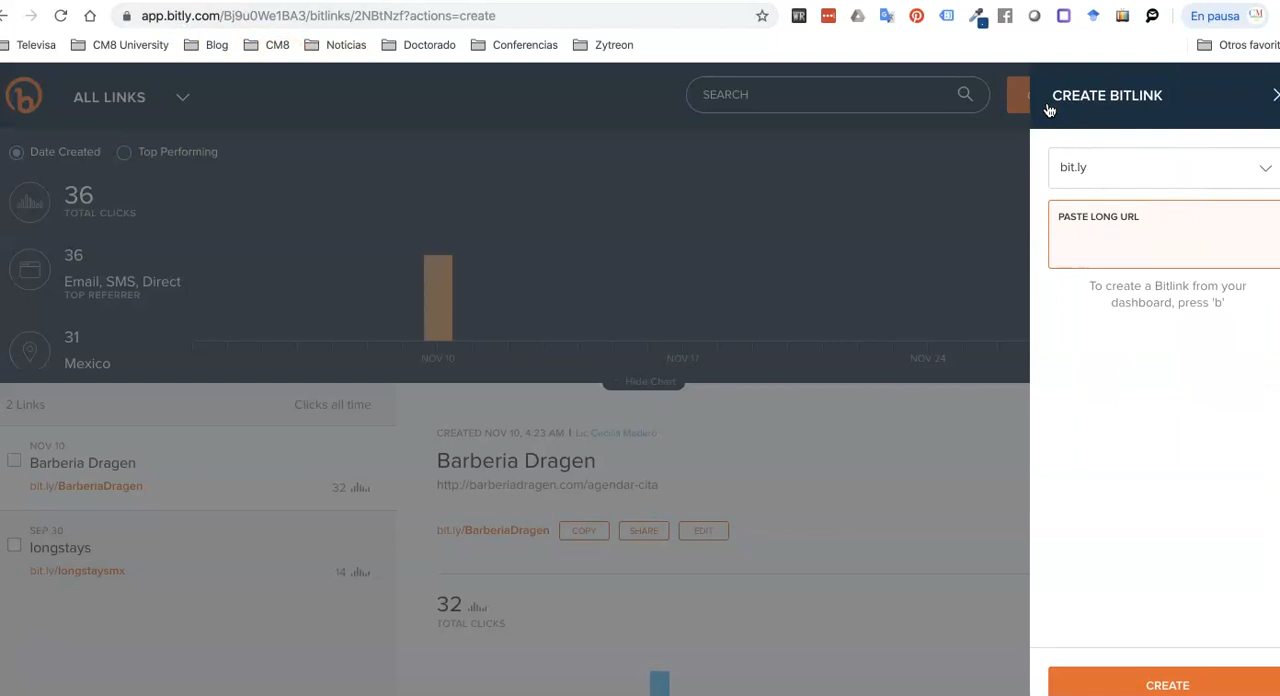 app.bitly.com/Bj9u0We1BA3/bitlinks/2NBtNzf?actions=create
En pausa
Televisa
CM8 University
Blog
CM8
Noticias
Doctorado
Conferencias
Zytreon
Otros favorit
ALL LINKS
SEARCH
CREATE BITLINK
Date Created
Top Performing
bit.ly
36
TOTAL CLICKS
PASTE LONG URL
36
Email, SMS, Direct
TOP REFERRER
To create a Bitlink from your
dashboard, press 'b'
31
Mexico
NOV 10
NOV 17
NOV 24
Hide Chart
2 Links
Clicks all time
CREATED NOV 10, 4:23 AM | Lic Cecilia Madero
NOV 10
Barberia Dragen
bit.ly/BarberiaDragen
32
Barberia Dragen
http://barberiadragen.com/agendar-cita
bit.ly/BarberiaDragen
COPY
SHARE
EDIT
SEP 30
longstays
bit.ly/longstaysmx
14
32
TOTAL CLICKS
CREATE